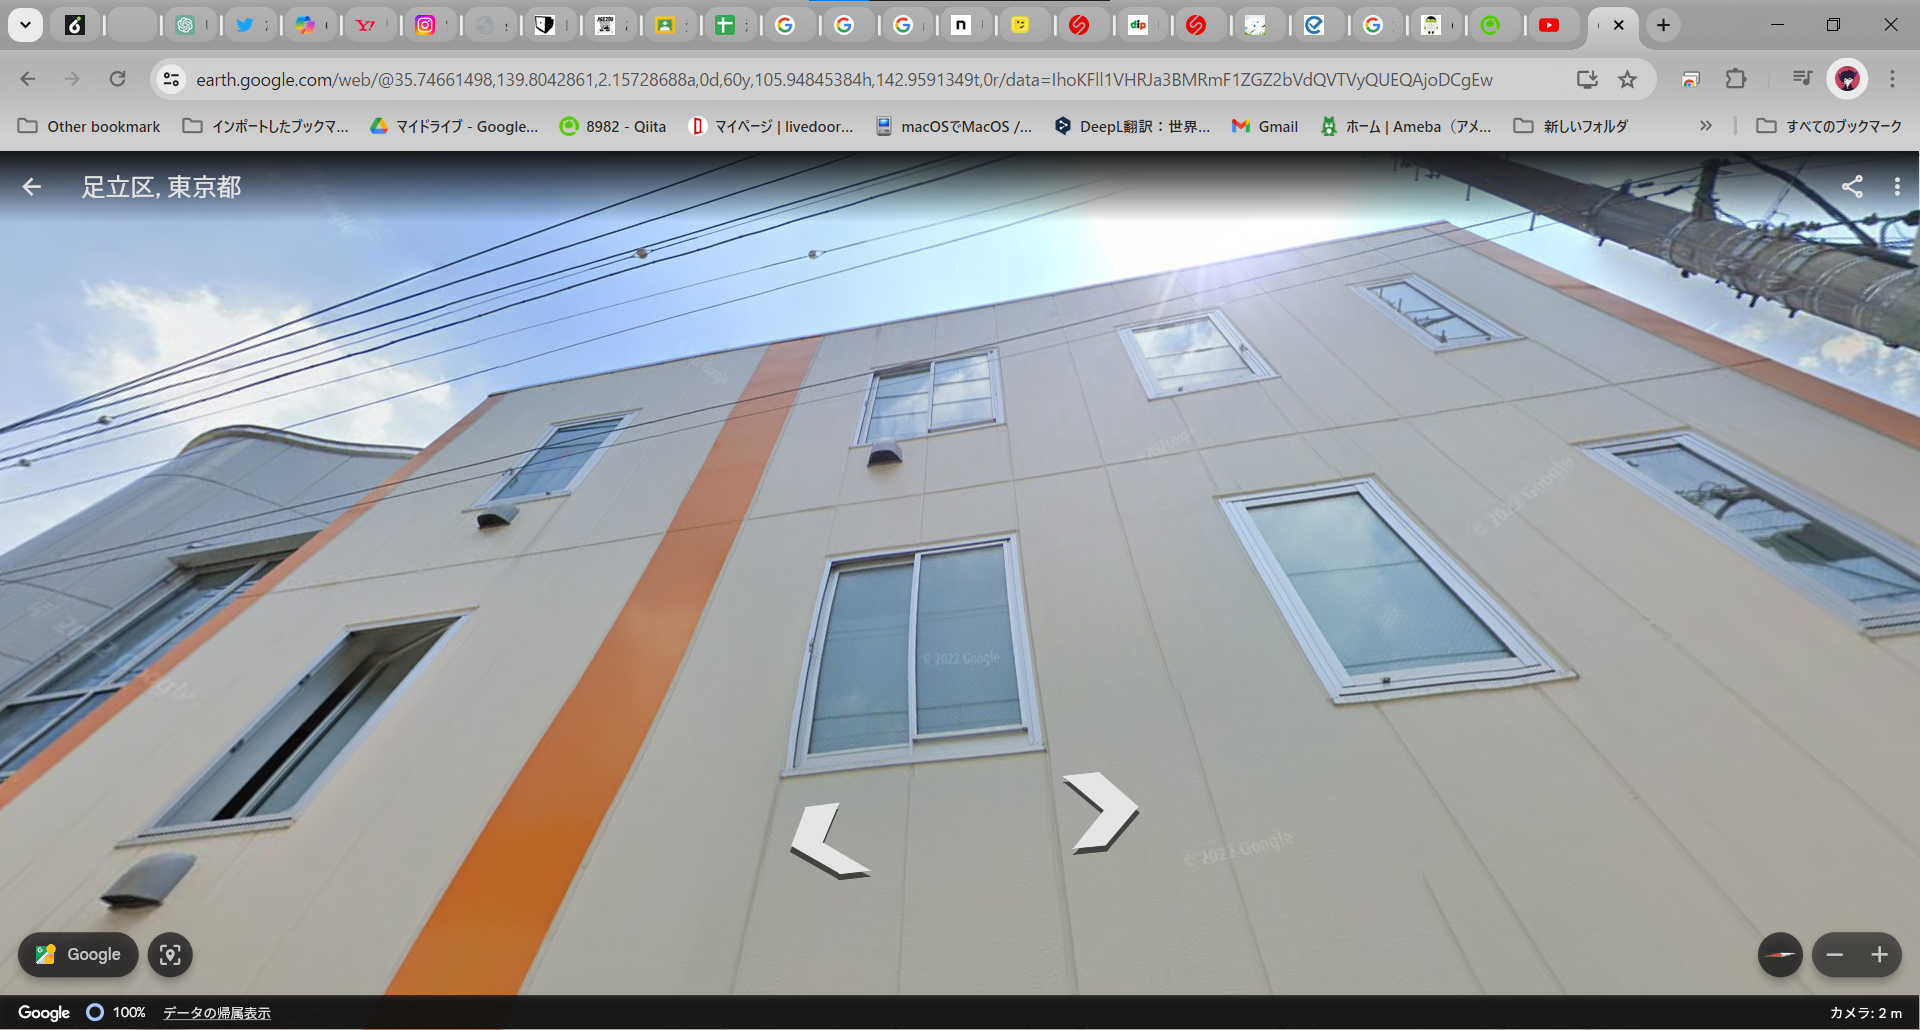 earth.google.com/web/@35.74661498,139.8042861,2.15728688a,0d,60y,105.94845384h,142.9591349t,0r/data=IhoKFll1VHRJa3BMRmF1ZGZ2bVdQVTVyQUEQAjoDCgEw
Other bookmark インポートしたブックマ... マイドライブ - Google... 8982 - Qiita マイページ | livedoor... macOSでMacOS /... DeepL翻訳：世界... Gmail ホーム | Ameba（アメ... 新しいフォルダ » すべてのブックマーク
足立区, 東京都
© 2022 Google
© 2022 Google
© 2022 Google
Google
Google 100% データの帰属表示 カメラ: 2 m